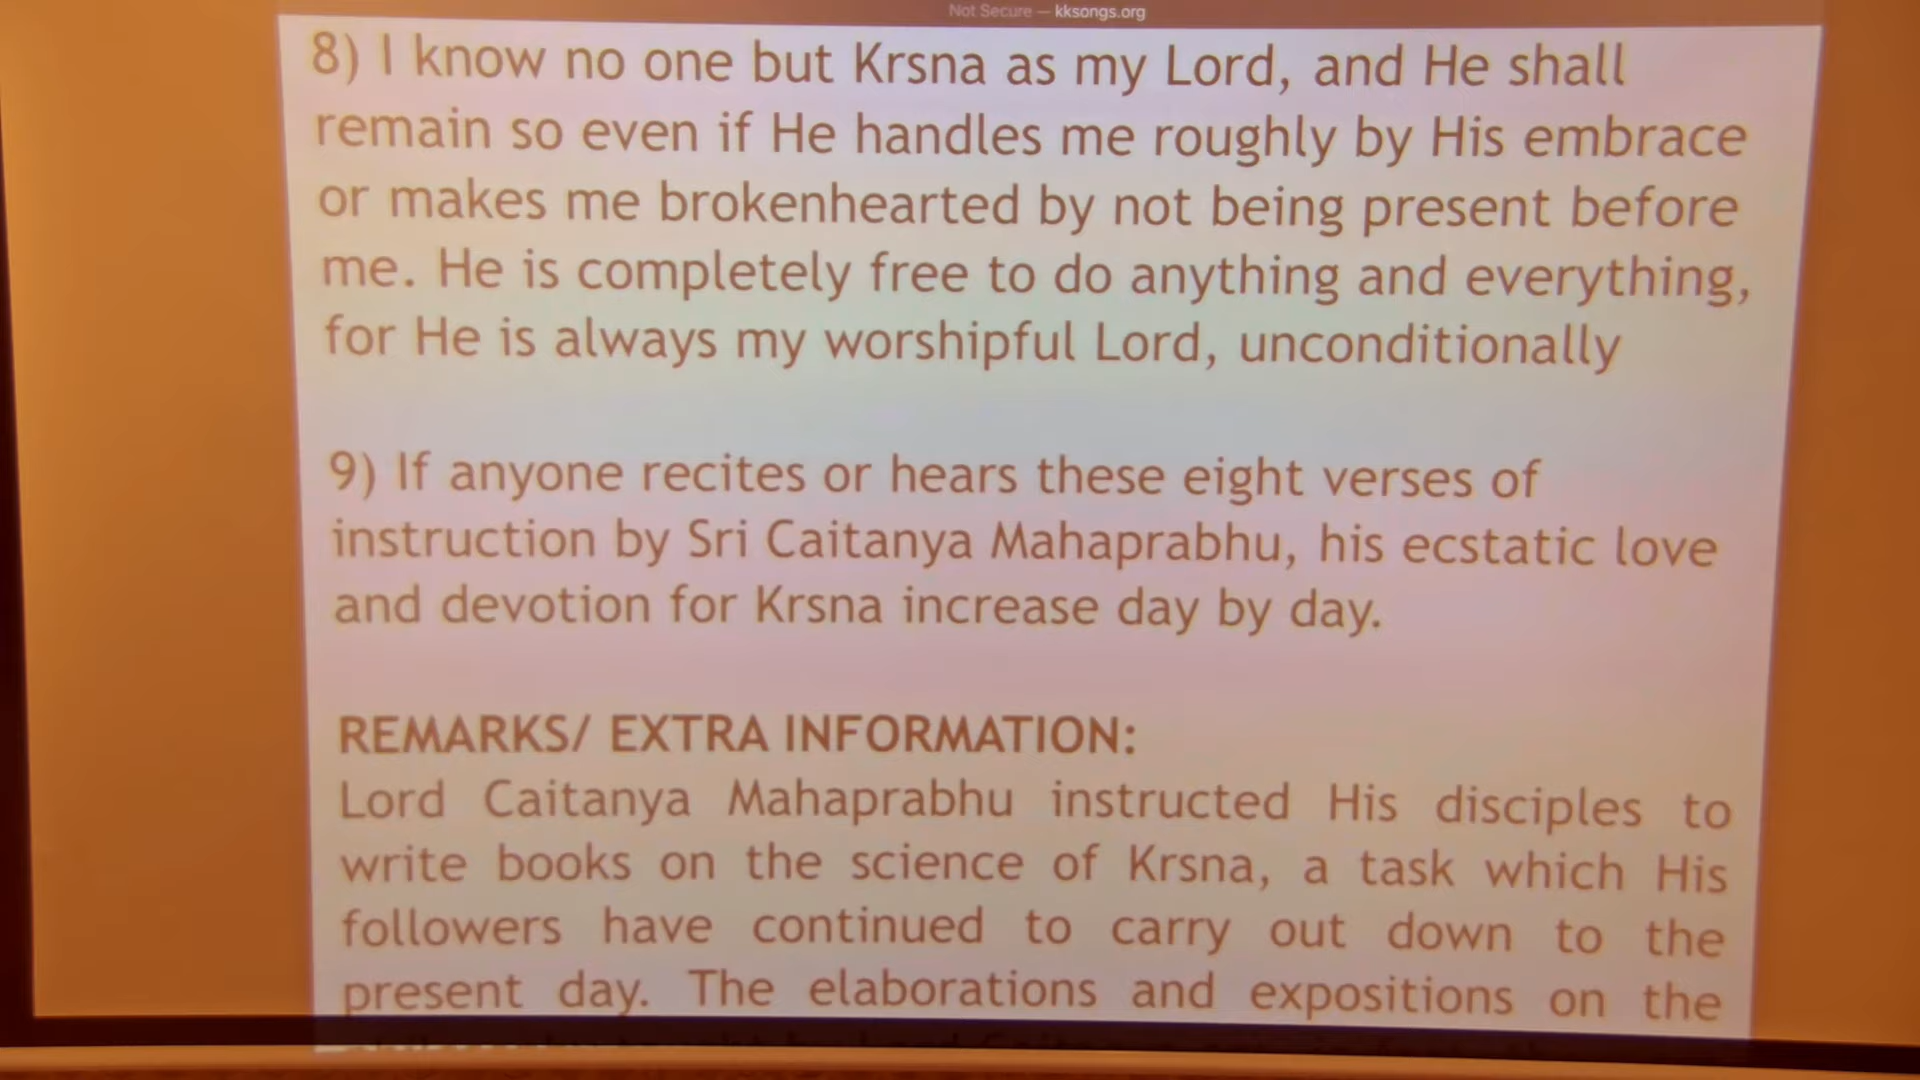 Not Secure — kksongs.org
8) I know no one but Krsna as my Lord, and He shall
remain so even if He handles me roughly by His embrace
or makes me brokenhearted by not being present before
me. He is completely free to do anything and everything,
for He is always my worshipful Lord, unconditionally
9) If anyone recites or hears these eight verses of
instruction by Sri Caitanya Mahaprabhu, his ecstatic love
and devotion for Krsna increase day by day.
REMARKS/ EXTRA INFORMATION:
Lord Caitanya Mahaprabhu instructed His disciples to
write books on the science of Krsna, a task which His
followers have continued to carry out down to the
present day. The elaborations and expositions on the